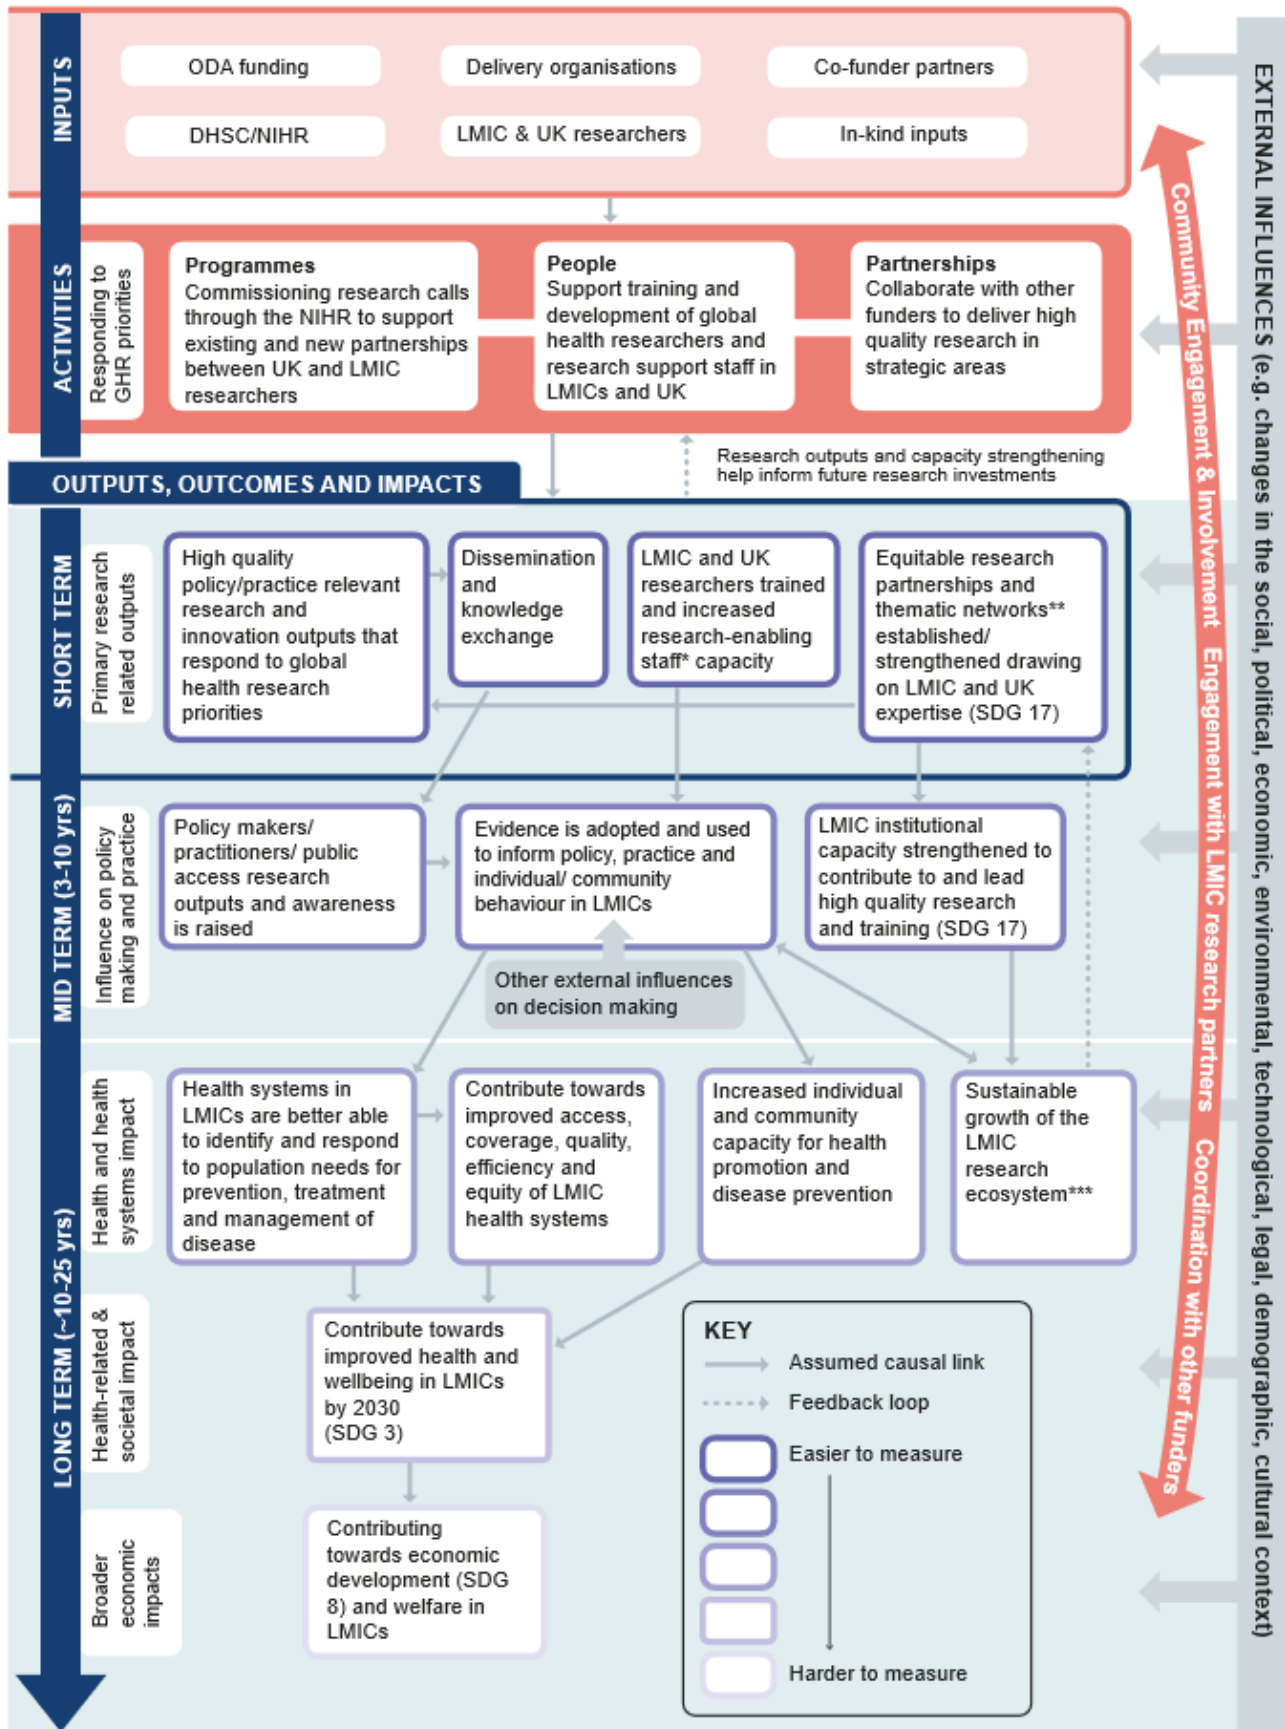 INPUTS
ODA funding
Delivery organisations
Co-funder partners
DHSC/NIHR
LMIC & UK researchers
In-kind inputs
ACTIVITIES
Responding to
GHR priorities
Programmes
Commissioning research calls
through the NIHR to support
existing and new partnerships
between UK and LMIC
researchers
People
Support training and
development of global
health researchers and
research support staff in
LMICs and UK
Partnerships
Collaborate with other
funders to deliver high
quality research in
strategic areas
Research outputs and capacity strengthening
help inform future research investments
OUTPUTS, OUTCOMES AND IMPACTS
SHORT TERM
Primary research
related outputs
High quality
policy/practice relevant
research and
innovation outputs that
respond to global
health research
priorities
Dissemination
and
knowledge
exchange
LMIC and UK
researchers trained
and increased
research-enabling
staff* capacity
Equitable research
partnerships and
thematic networks**
established/
strengthened drawing
on LMIC and UK
expertise (SDG 17)
MID TERM (3-10 yrs)
Influence on policy
making and practice
Policy makers/
practitioners/ public
access research
outputs and awareness
is raised
Evidence is adopted and used
to inform policy, practice and
individual/ community
behaviour in LMICs
LMIC institutional
capacity strengthened to
contribute to and lead
high quality research
and training (SDG 17)
Other external influences
on decision making
LONG TERM (~10-25 yrs)
Health and health
systems impact
Health systems in
LMICs are better able
to identify and respond
to population needs for
prevention, treatment
and management of
disease
Contribute towards
improved access,
coverage, quality,
efficiency and
equity of LMIC
health systems
Increased individual
and community
capacity for health
promotion and
disease prevention
Sustainable
growth of the
LMIC
research
ecosystem***
Health-related &
societal impact
Contribute towards
improved health and
wellbeing in LMICs
by 2030
(SDG 3)
Broader
economic
impacts
Contributing
towards economic
development (SDG
8) and welfare in
LMICs
KEY
Assumed causal link
Feedback loop
Easier to measure
Harder to measure
Community Engagement & Involvement Engagement with LMIC research partners Coordination with other funders
EXTERNAL INFLUENCES (e.g. changes in the social, political, economic, environmental, technological, legal, demographic, cultural context)